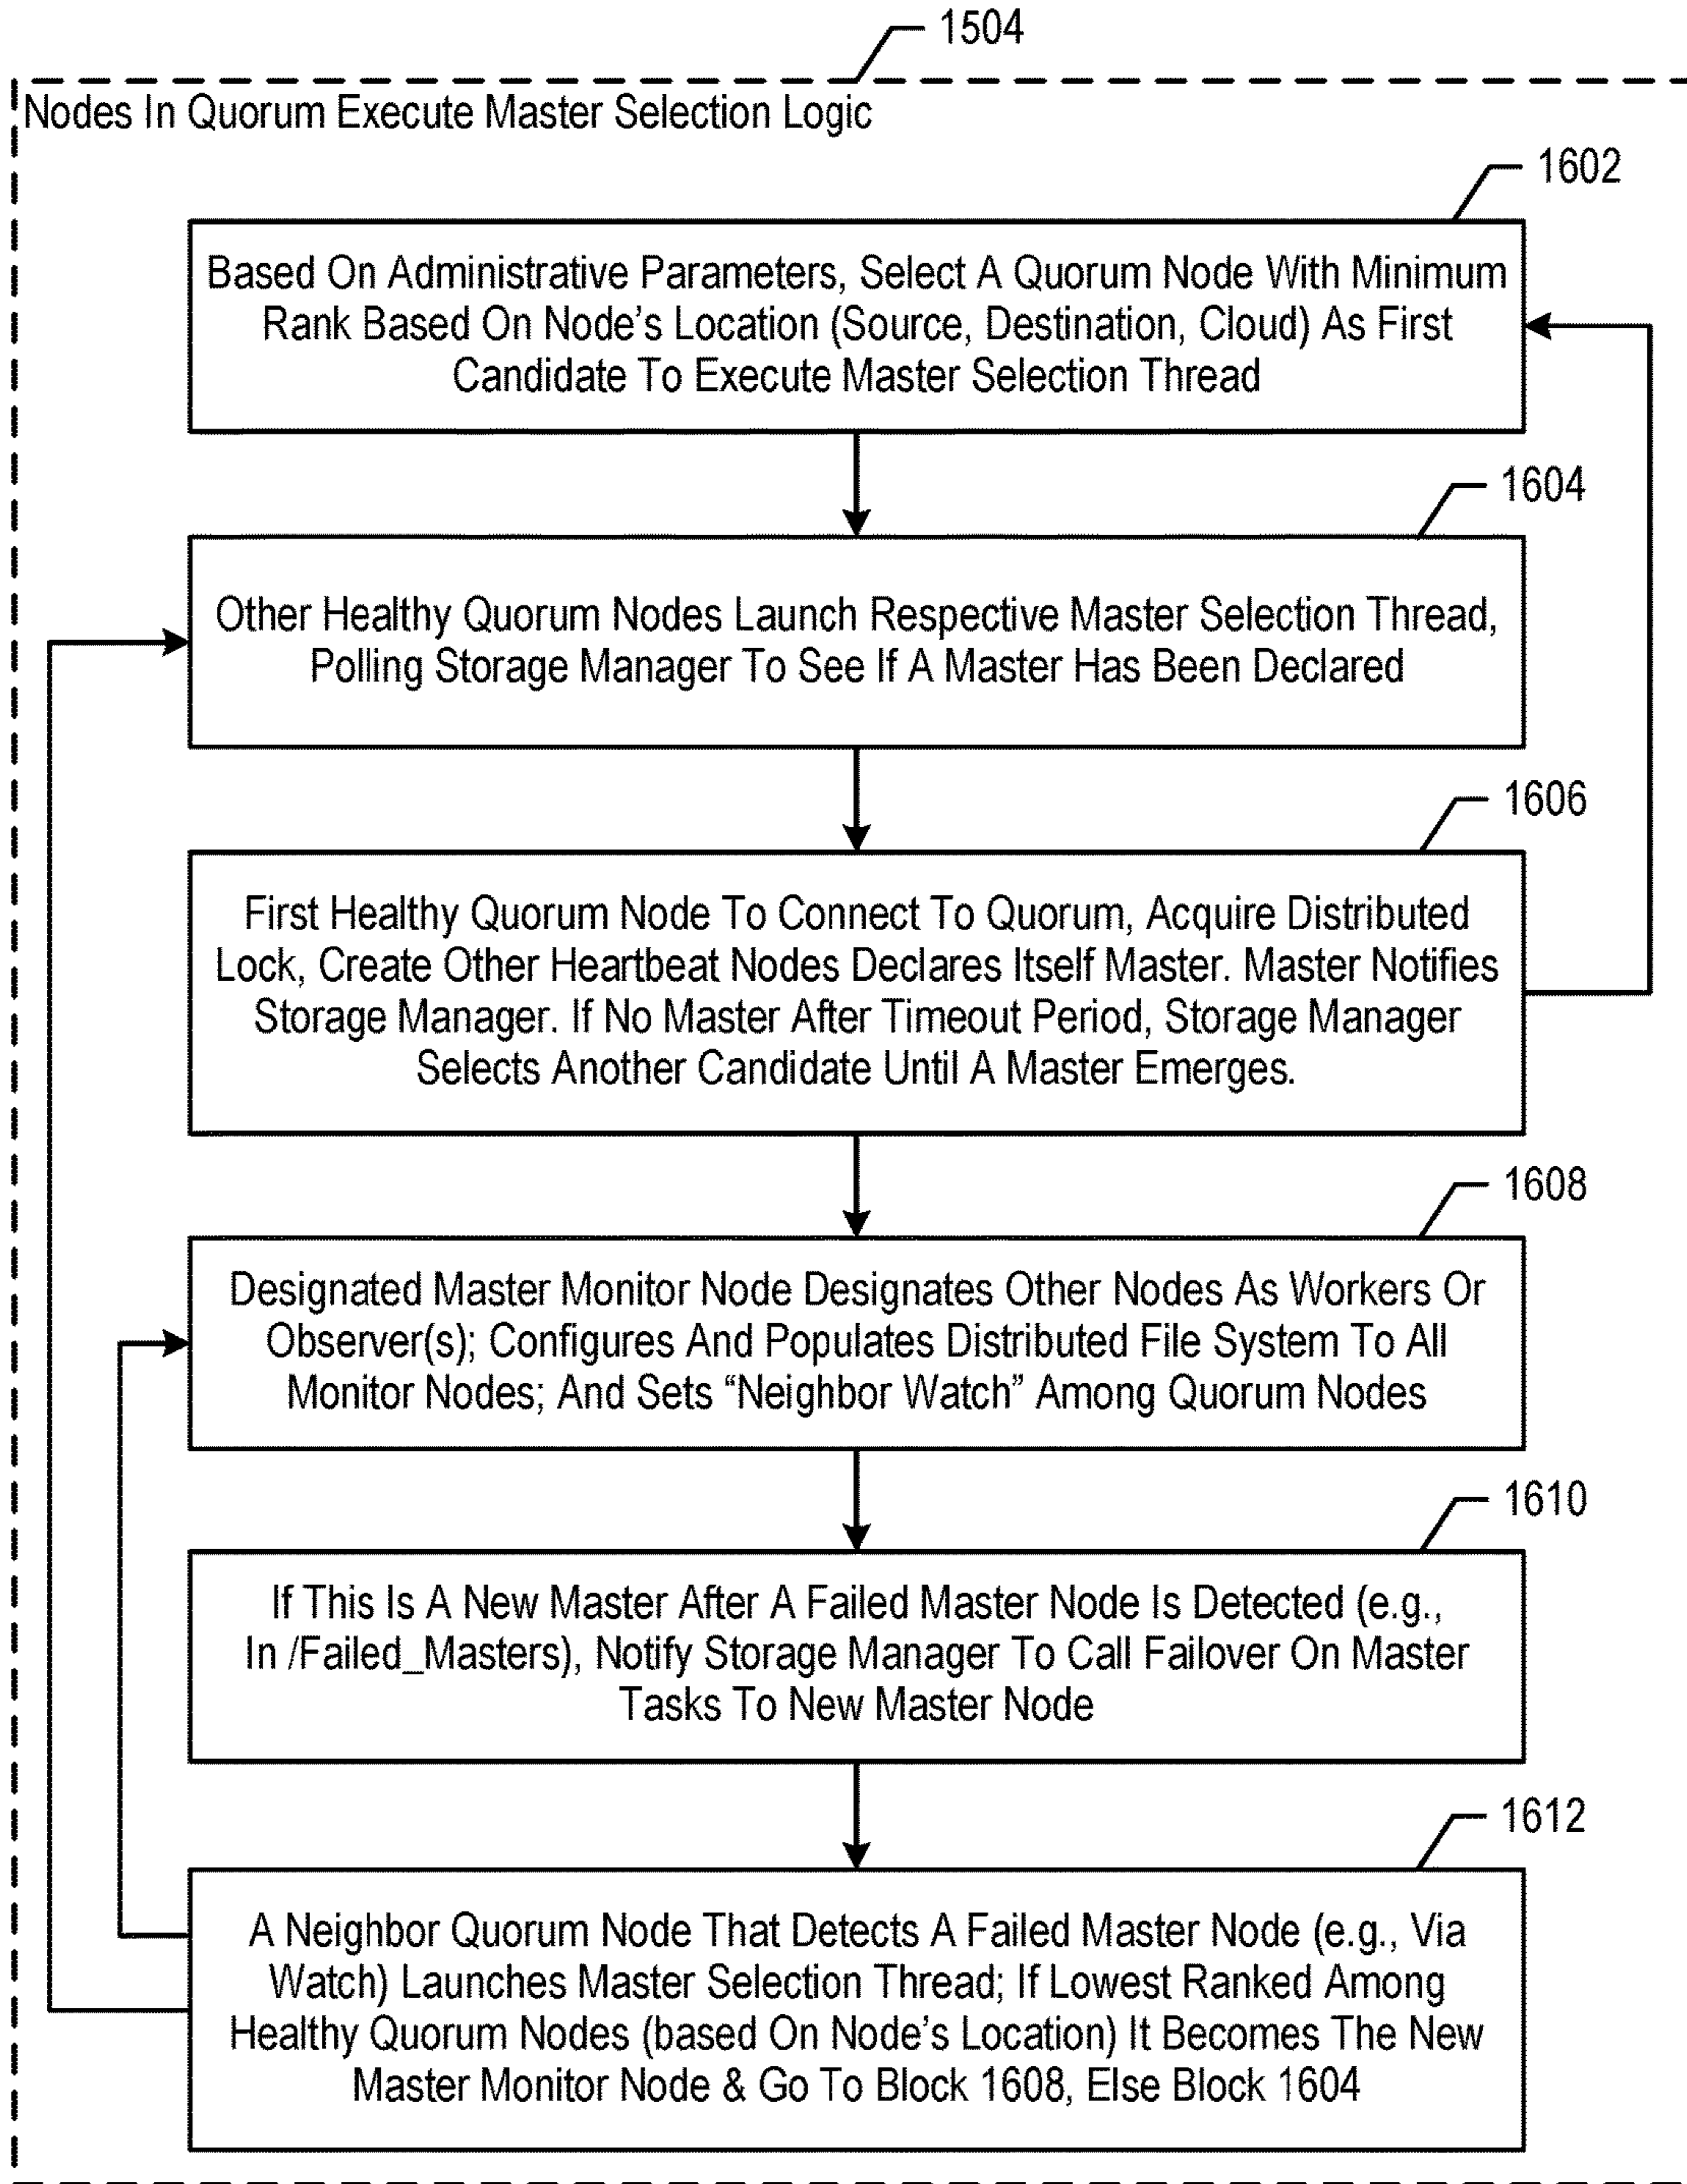 1504
Nodes In Quorum Execute Master Selection Logic
1602
Based On Administrative Parameters, Select A Quorum Node With Minimum
Rank Based On Node's Location (Source, Destination, Cloud) As First
Candidate To Execute Master Selection Thread
1604
Other Healthy Quorum Nodes Launch Respective Master Selection Thread,
Polling Storage Manager To See If A Master Has Been Declared
1606
First Healthy Quorum Node To Connect To Quorum, Acquire Distributed
Lock, Create Other Heartbeat Nodes Declares Itself Master. Master Notifies
Storage Manager. If No Master After Timeout Period, Storage Manager
Selects Another Candidate Until A Master Emerges.
1608
Designated Master Monitor Node Designates Other Nodes As Workers Or
Observer(s); Configures And Populates Distributed File System To All
Monitor Nodes; And Sets “Neighbor Watch” Among Quorum Nodes
1610
If This Is A New Master After A Failed Master Node Is Detected (e.g.,
In /Failed_Masters), Notify Storage Manager To Call Failover On Master
Tasks To New Master Node
1612
A Neighbor Quorum Node That Detects A Failed Master Node (e.g., Via
Watch) Launches Master Selection Thread; If Lowest Ranked Among
Healthy Quorum Nodes (based On Node's Location) It Becomes The New
Master Monitor Node & Go To Block 1608, Else Block 1604